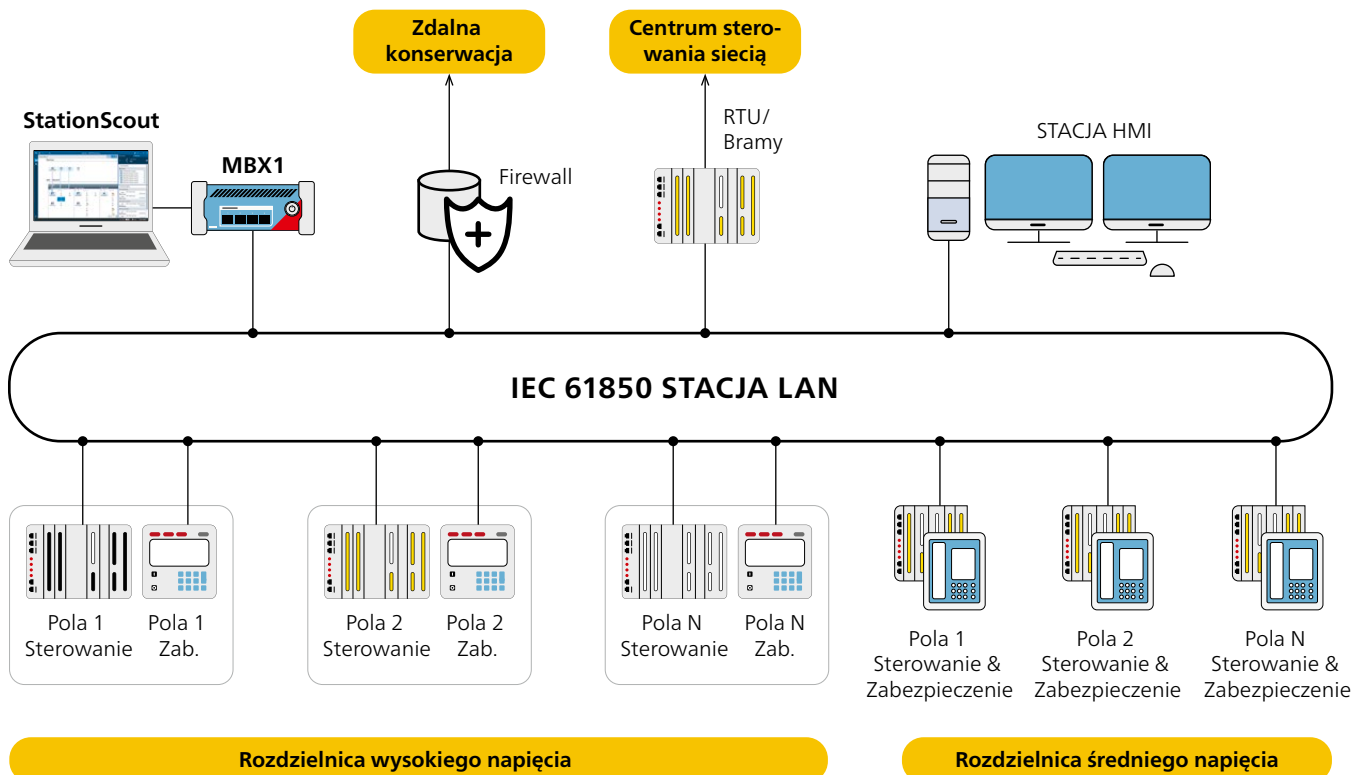 Zdalna
konserwacja
Centrum stero-
wania siecią
StationScout
MBX1
Firewall
RTU/
Bramy
STACJA HMI
IEC 61850 STACJA LAN
Pola 1
Sterowanie
Pola 1
Zab.
Pola 2
Sterowanie
Pola 2
Zab.
Pola N
Sterowanie
Pola N
Zab.
Pola 1
Sterowanie &
Zabezpieczenie
Pola 2
Sterowanie &
Zabezpieczenie
Pola N
Sterowanie &
Zabezpieczenie
Rozdzielnica wysokiego napięcia
Rozdzielnica średniego napięcia